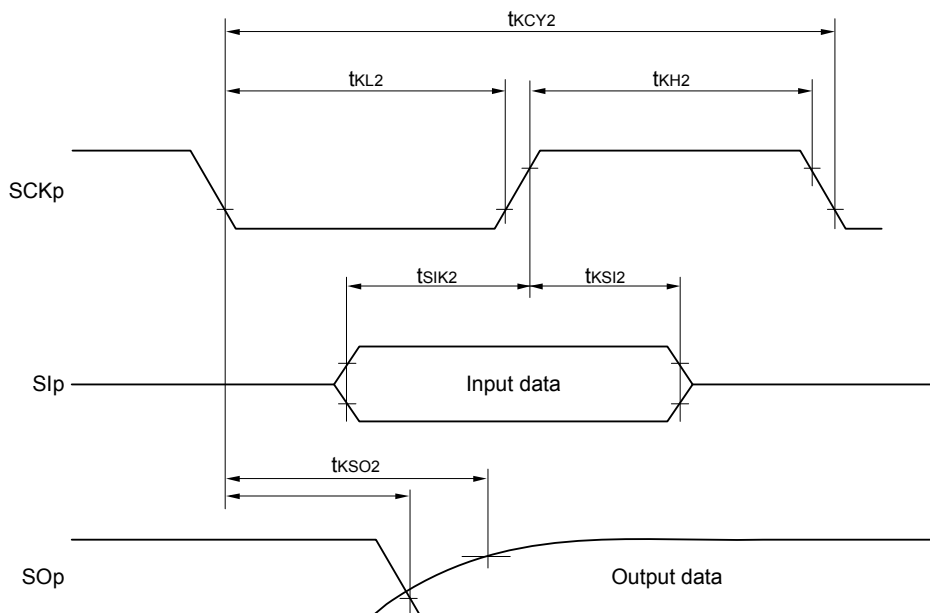 tKCY2
tKL2
tKH2
SCKp
tSIK2
tKSI2
SIp
Input data
tKSO2
SOp
Output data